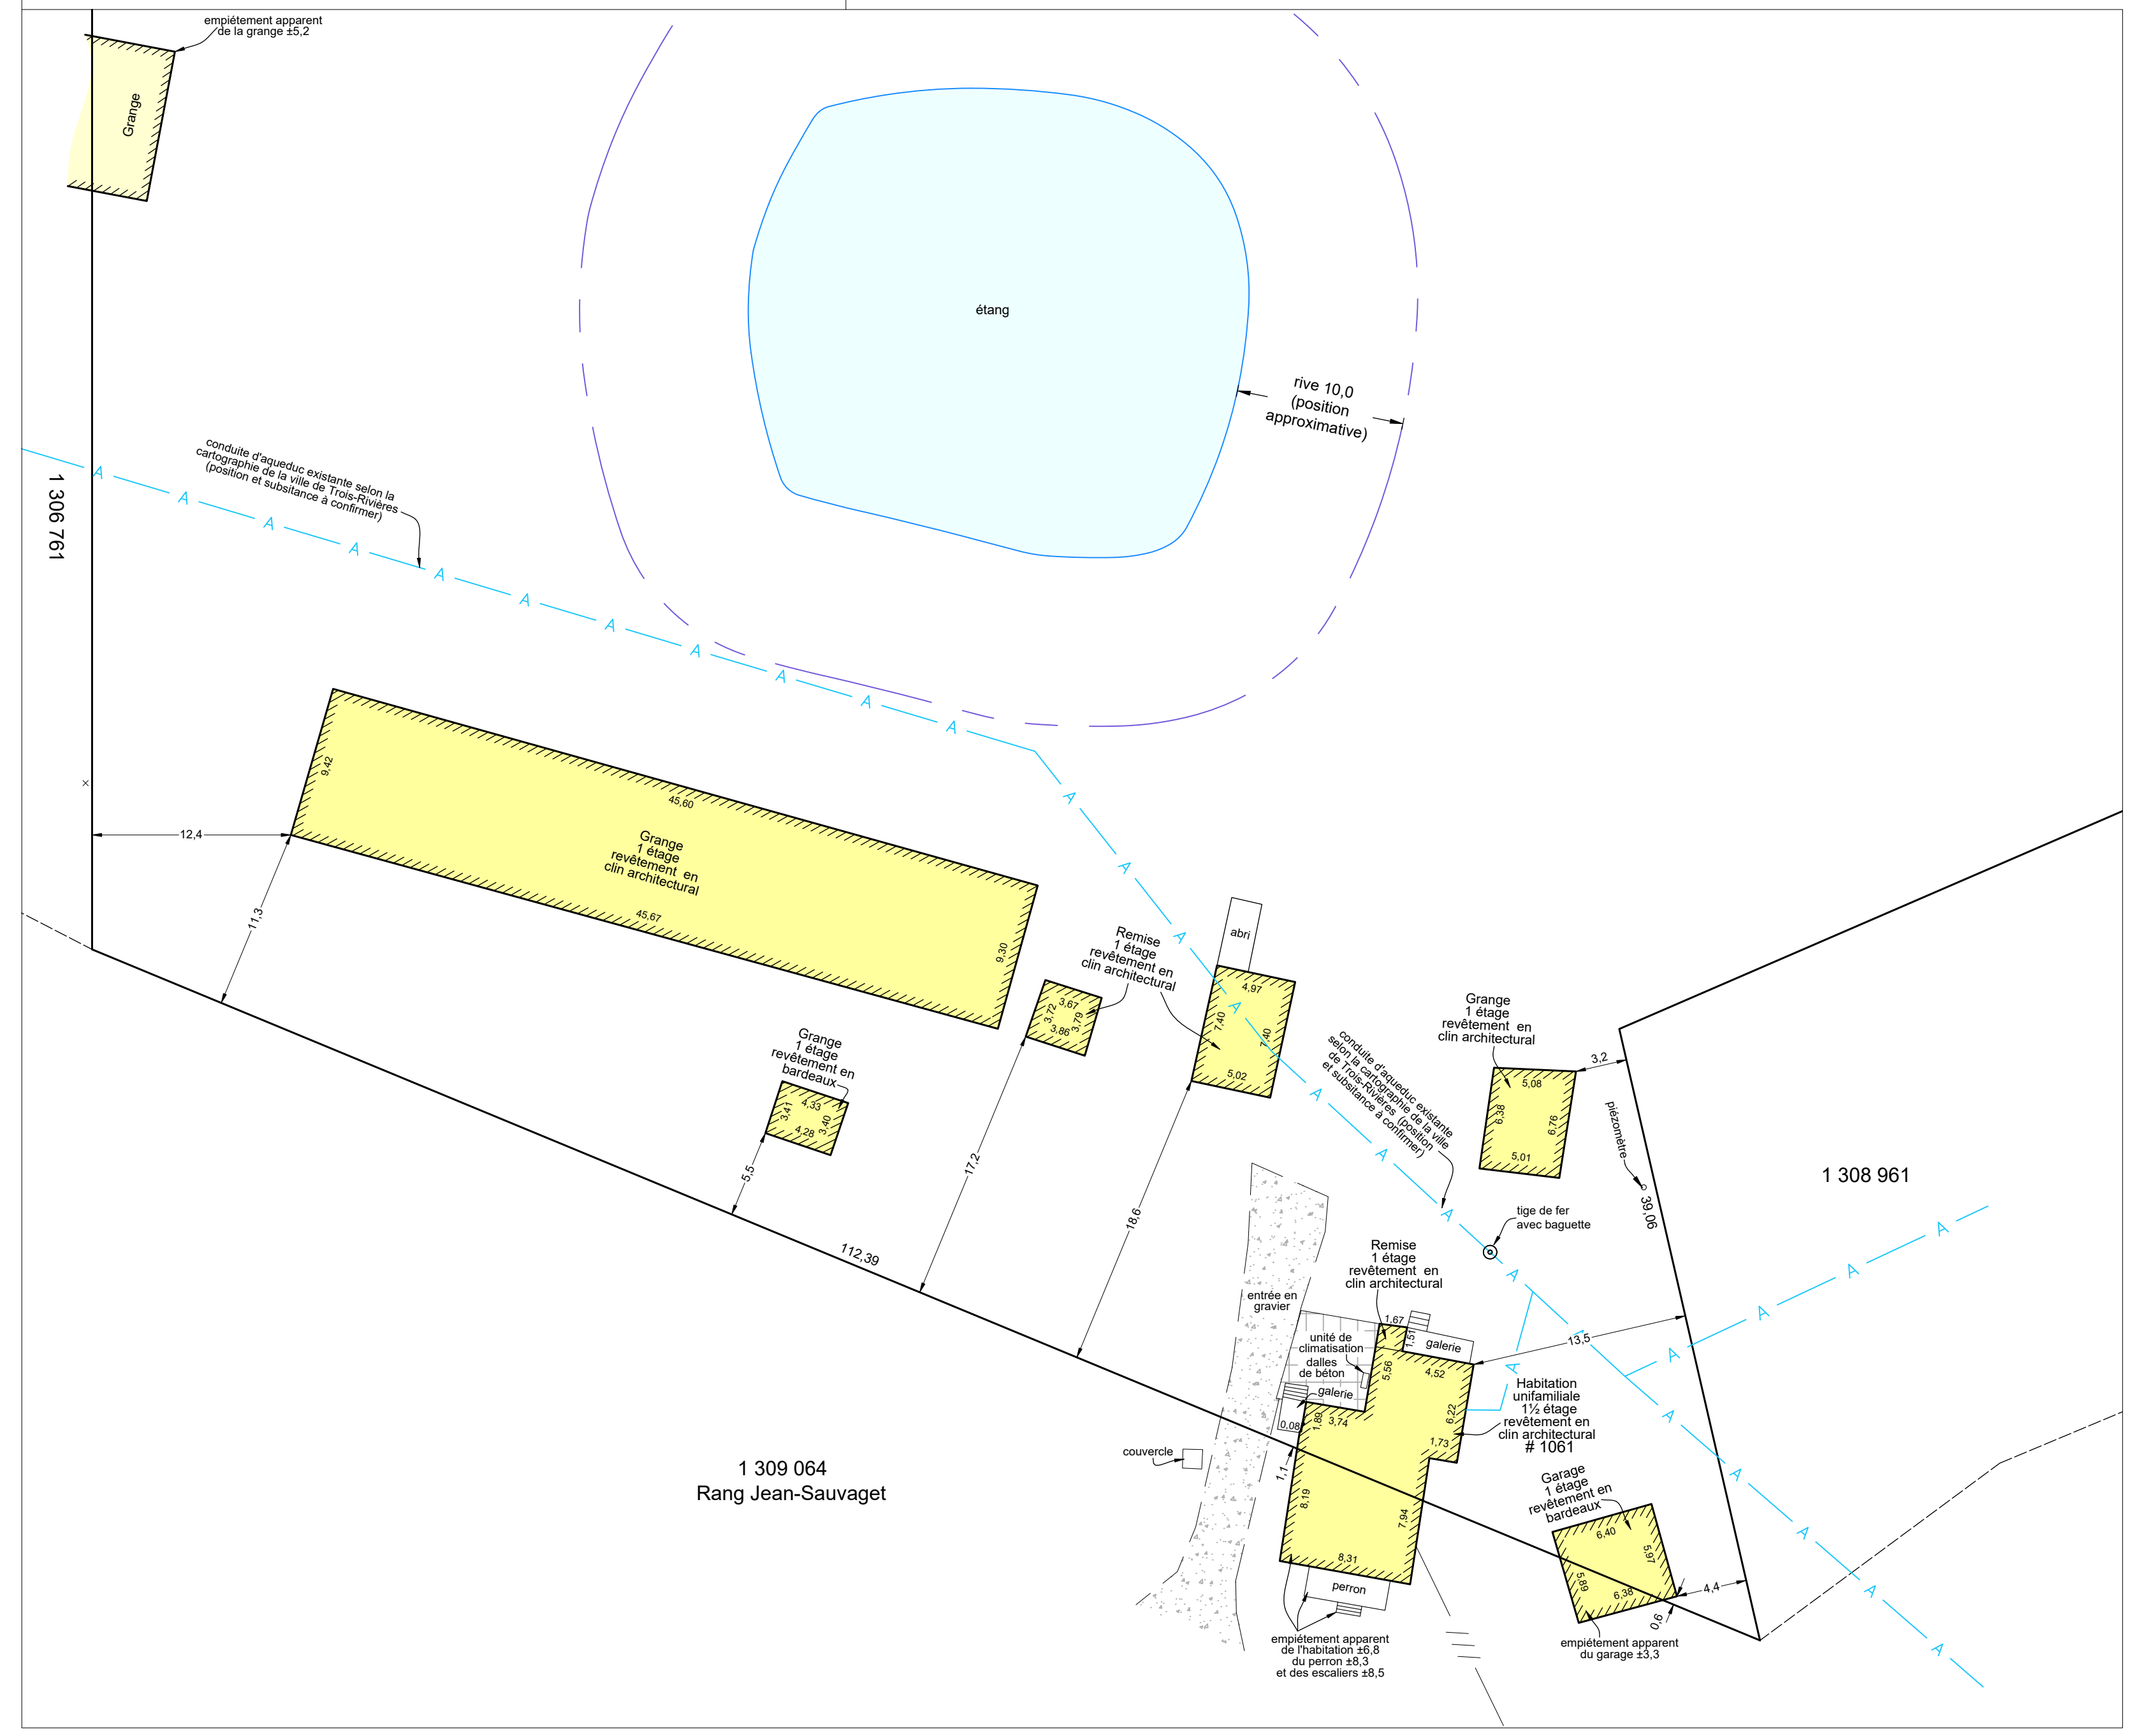 empiétement apparent
de la grange ±5,2
Grange
étang
rive 10,0
(position
approximative)
conduite d'aqueduc existante selon la
cartographie de la ville de Trois-Rivières
(position et subsitance à confirmer)
A A A A A A A A A A A
1 306 761
9,42
45,60
Grange
1 étage
revêtement en
clin architectural
45,67
9,30
12,4
11,3
A A A A
Remise
1 étage
revêtement en
clin architectural
3,67
3,72
3,79
3,86
abri
4,97
7,40
7,40
5,02
Grange
1 étage
revêtement en
bardeaux
4,33
3,41
3,40
4,28
5,5
17,2
18,6
112,39
conduite d'aqueduc existante
selon la cartographie de la ville
de Trois-Rivières (position
et subsitance à confirmer)
A A A A A
Grange
1 étage
revêtement en
clin architectural
5,08
6,38
6,76
5,01
3,2
piézomètre
39,06
1 308 961
tige de fer
avec baguette
A A A A
Remise
1 étage
revêtement en
clin architectural
entrée en
gravier
1,67
1,51
galerie
unité de
climatisation
dalles
de béton
5,56
4,52
13,5
A
galerie
0,08
1,89
3,74
6,22
1,73
Habitation
unifamiliale
1½ étage
revêtement en
clin architectural
# 1061
couvercle
1,1
8,19
7,94
8,31
perron
1 309 064
Rang Jean-Sauvaget
Garage
1 étage
revêtement en
bardeaux
6,40
5,97
5,89
6,38
4,4
0,6
A A A A A
empiétement apparent
de l'habitation ±6,8
du perron ±8,3
et des escaliers ±8,5
empiétement apparent
du garage ±3,3